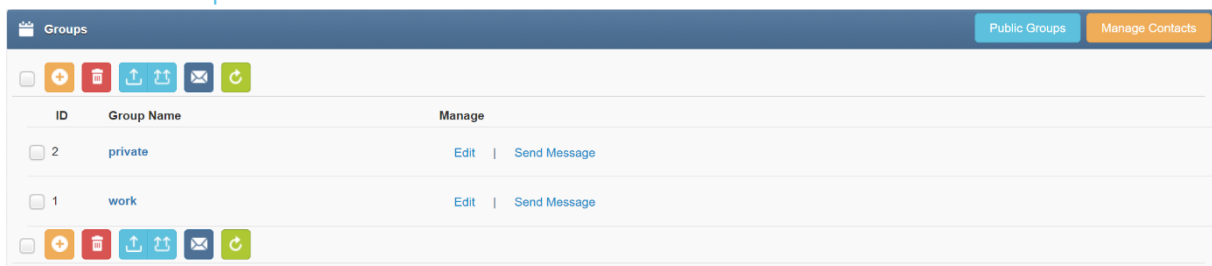 Groups Public Groups Manage Contacts
ID Group Name Manage
2 private Edit | Send Message
1 work Edit | Send Message